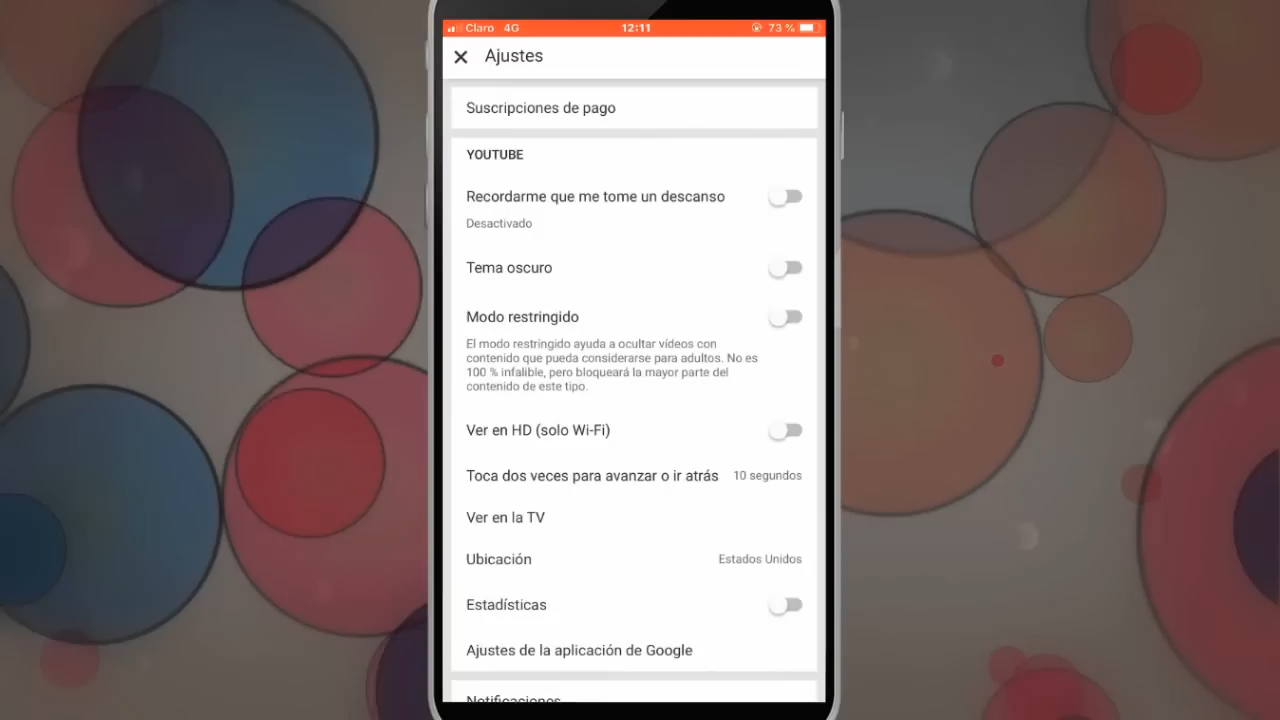 Claro 4G 12:11 73 %
Ajustes
Suscripciones de pago
YOUTUBE
Recordarme que me tome un descanso
Desactivado
Tema oscuro
Modo restringido
El modo restringido ayuda a ocultar vídeos con
contenido que pueda considerarse para adultos. No es
100 % infalible, pero bloqueará la mayor parte del
contenido de este tipo.
Ver en HD (solo Wi-Fi)
Toca dos veces para avanzar o ir atrás 10 segundos
Ver en la TV
Ubicación Estados Unidos
Estadísticas
Ajustes de la aplicación de Google
Notificaciones